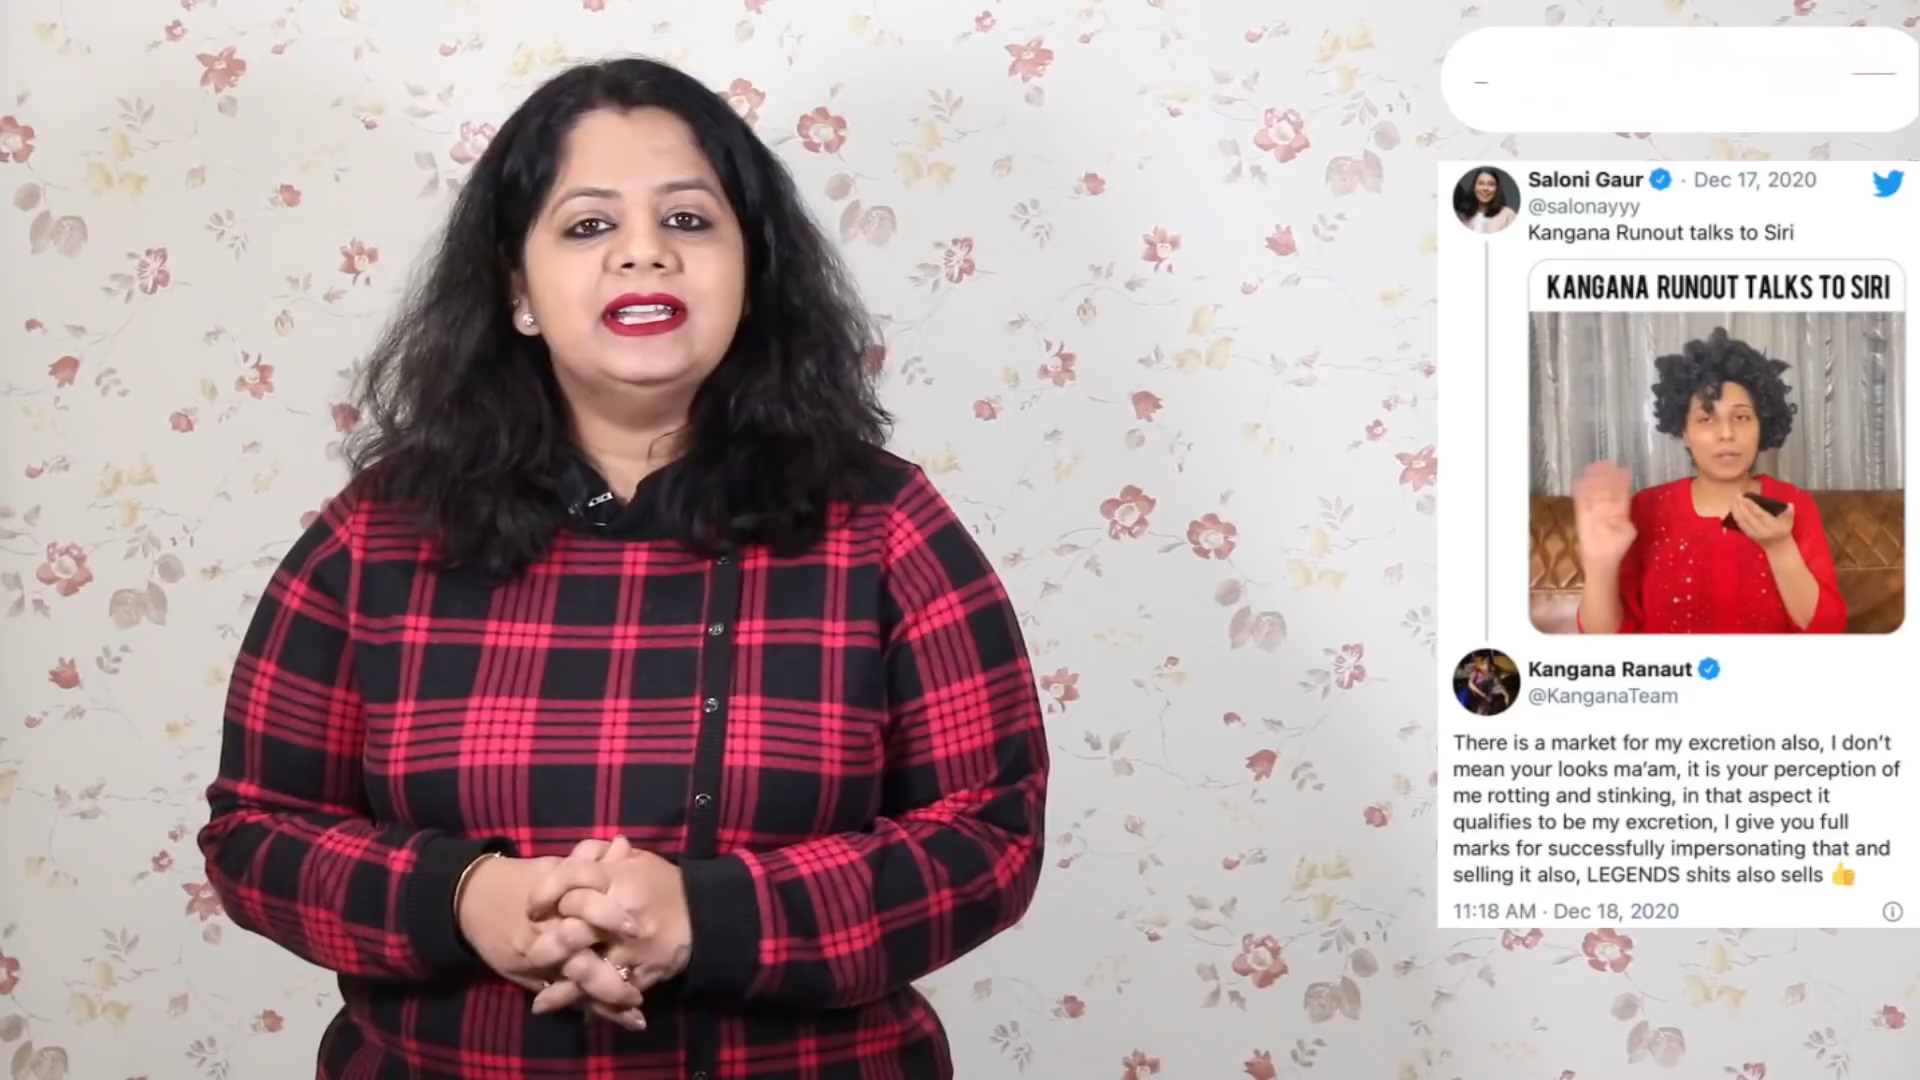 Saloni Gaur · Dec 17, 2020
@salonayyy
Kangana Runout talks to Siri
KANGANA RUNOUT TALKS TO SIRI
Kangana Ranaut
@KanganaTeam
There is a market for my excretion also, I don’t
mean your looks ma’am, it is your perception of
me rotting and stinking, in that aspect it
qualifies to be my excretion, I give you full
marks for successfully impersonating that and
selling it also, LEGENDS shits also sells 👍
11:18 AM · Dec 18, 2020